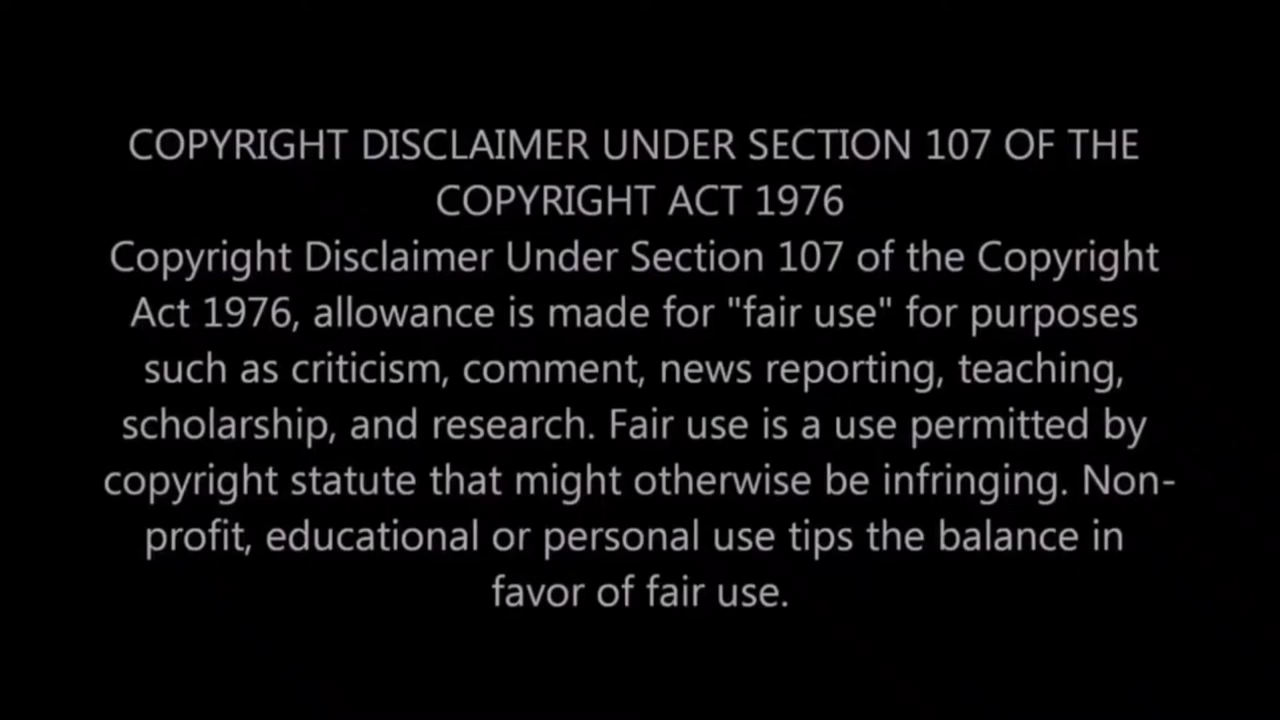 COPYRIGHT DISCLAIMER UNDER SECTION 107 OF THE
COPYRIGHT ACT 1976
Copyright Disclaimer Under Section 107 of the Copyright
Act 1976, allowance is made for "fair use" for purposes
such as criticism, comment, news reporting, teaching,
scholarship, and research. Fair use is a use permitted by
copyright statute that might otherwise be infringing. Non-
profit, educational or personal use tips the balance in
favor of fair use.